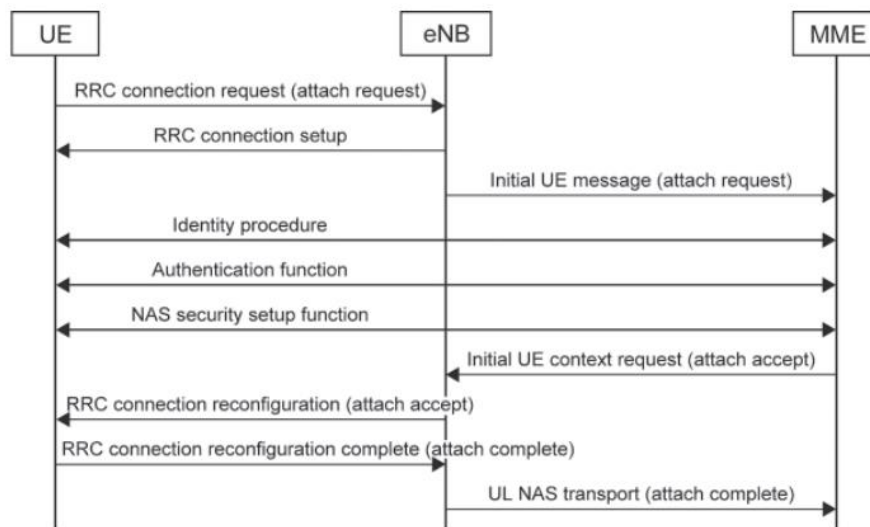 UE
eNB
MME
RRC connection request (attach request)
RRC connection setup
Initial UE message (attach request)
Identity procedure
Authentication function
NAS security setup function
Initial UE context request (attach accept)
RRC connection reconfiguration (attach accept)
RRC connection reconfiguration complete (attach complete)
UL NAS transport (attach complete)